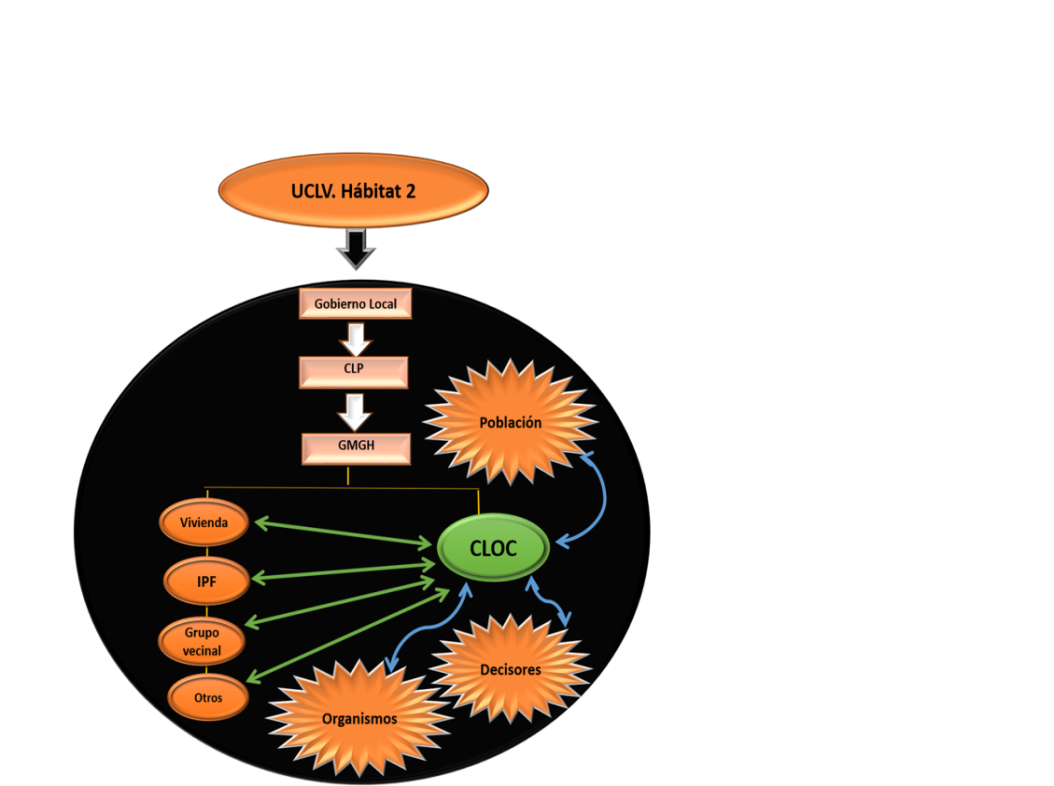 UCLV. Hábitat 2
Gobierno Local
CLP
GMGH
Población
Vivienda
CLOC
IPF
Grupo
vecinal
Otros
Decisores
Organismos